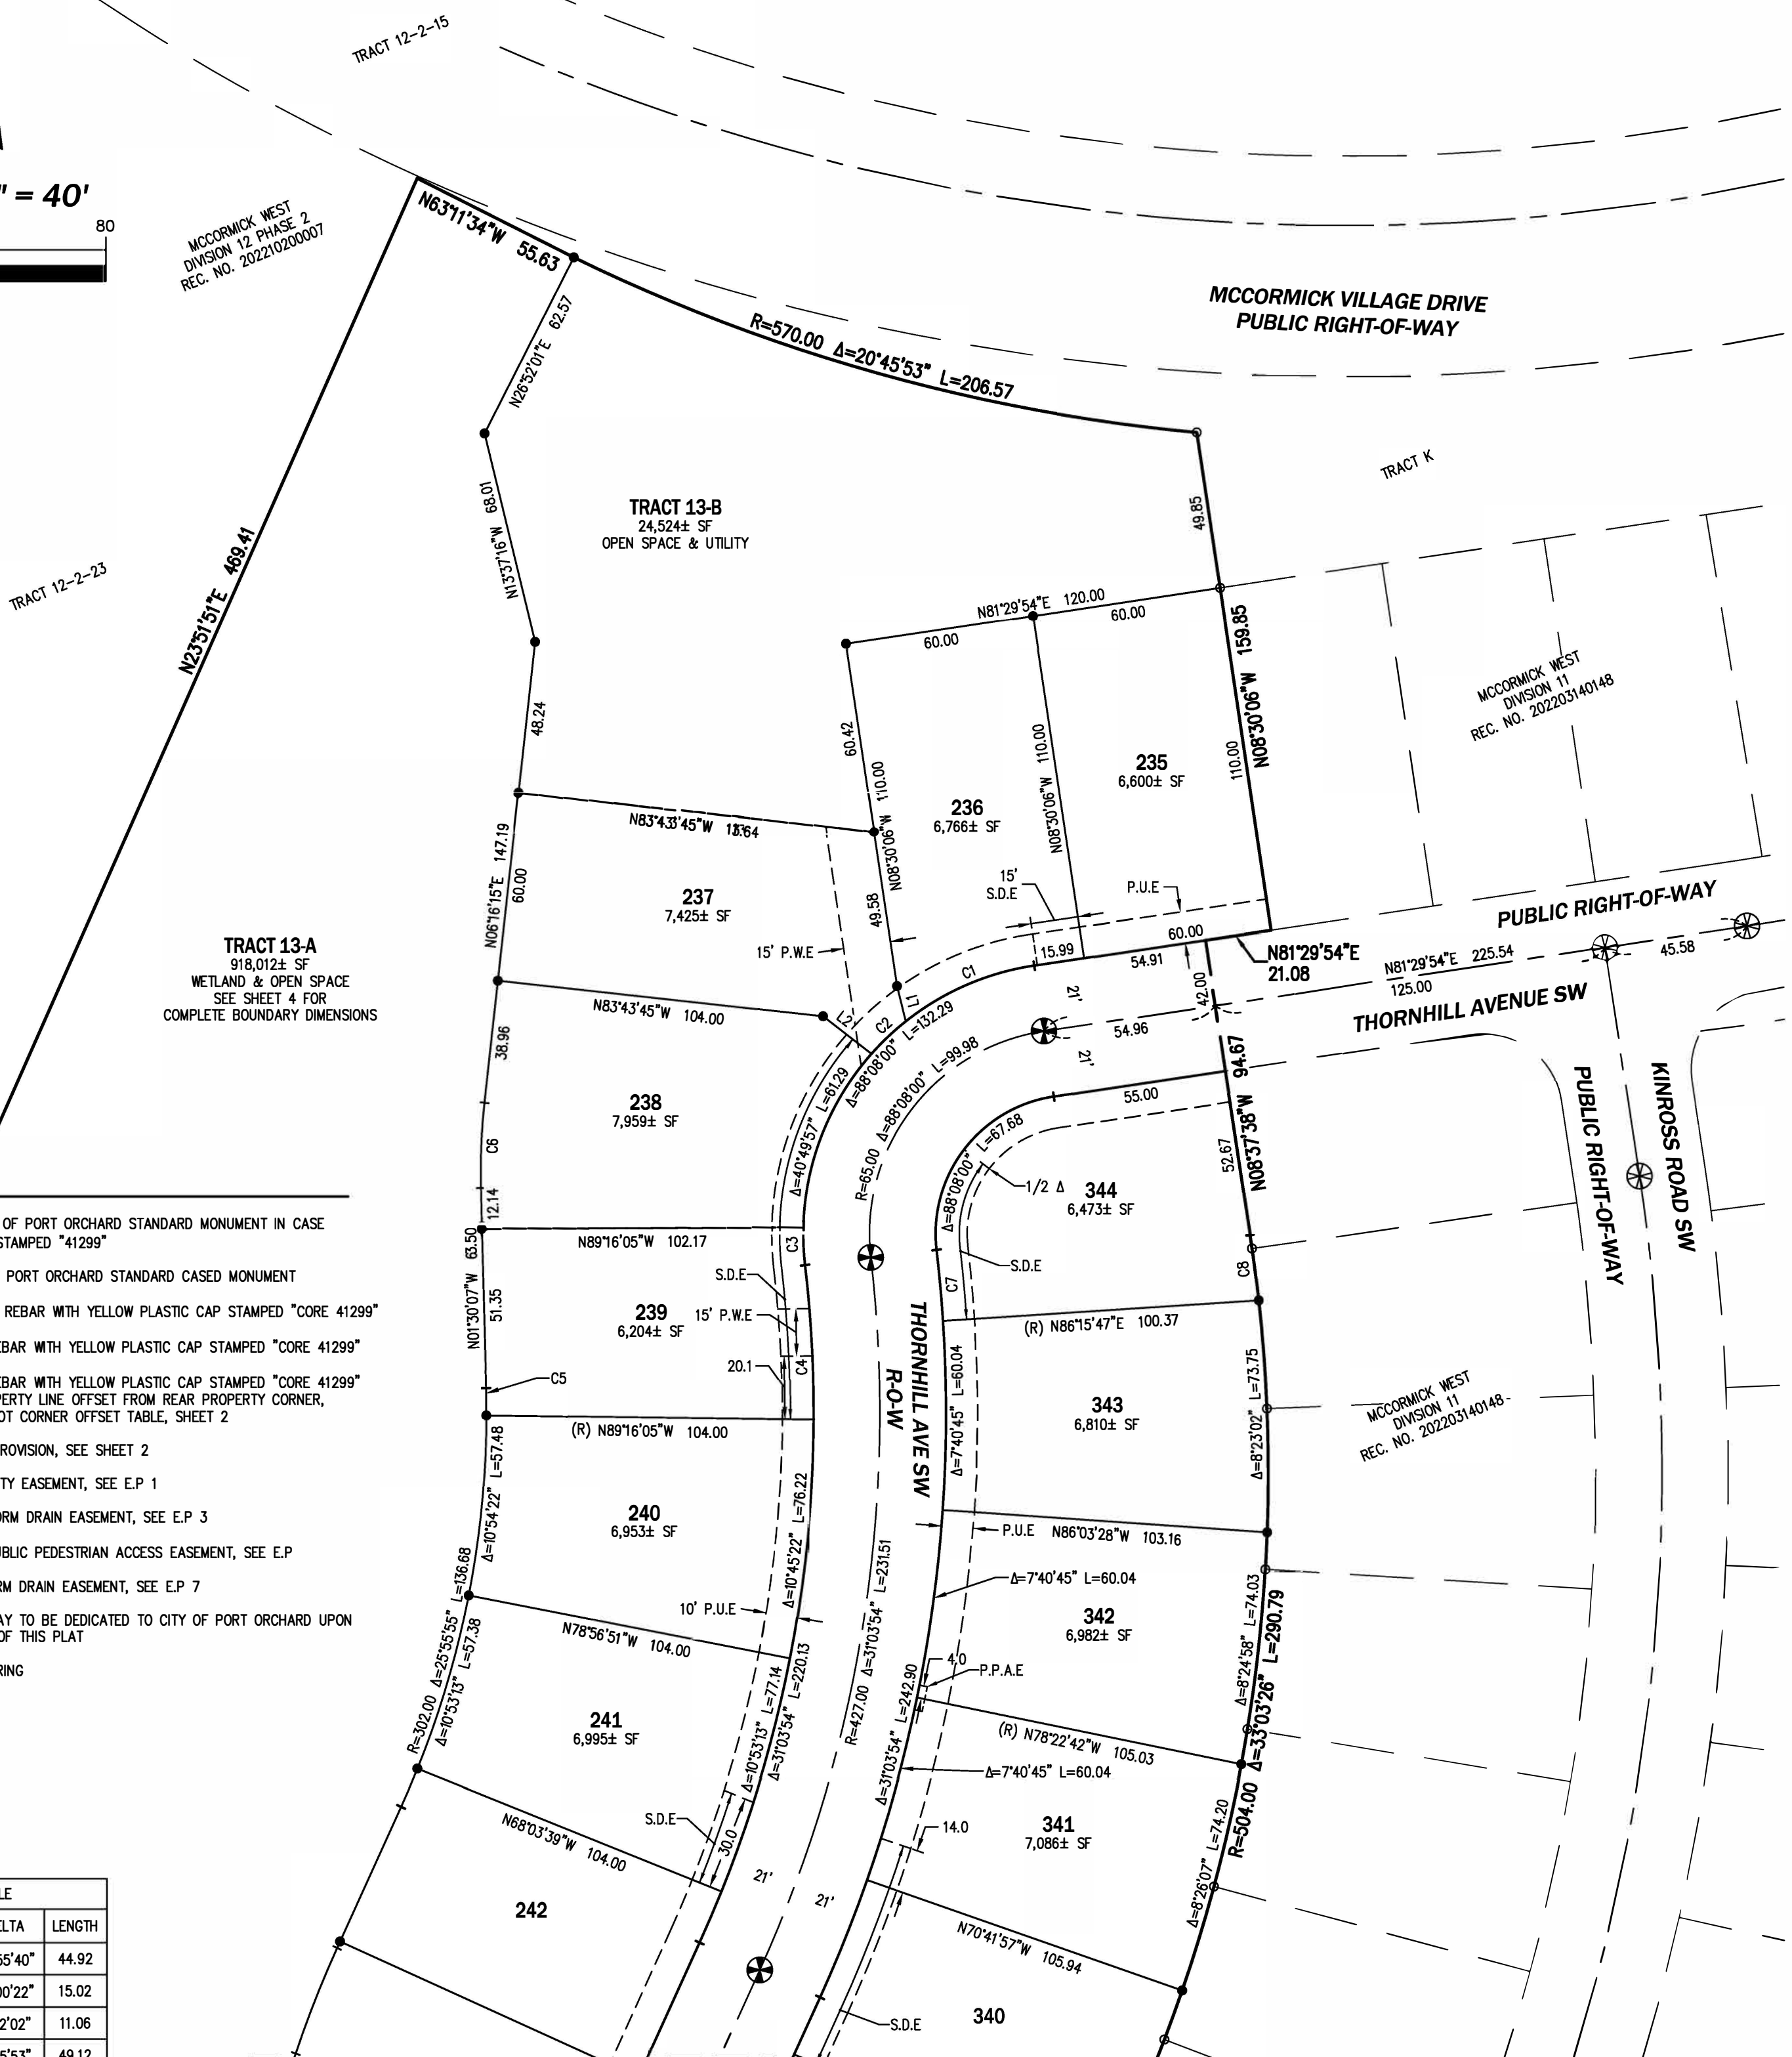 TRACT 12-2-15
" = 40'
80
MCCORMICK WEST
DIVISION 12 PHASE 2
REC. NO. 202210200007
N63°11'34"W 55.63
MCCORMICK VILLAGE DRIVE
PUBLIC RIGHT-OF-WAY
R=570.00 Δ=20°45'53" L=206.57
N26°52'01"E 62.57
TRACT K
49.85
N13°37'16"W 68.01
TRACT 13-B
24,524± SF
OPEN SPACE & UTILITY
N23°51'51"E 469.41
TRACT 12-2-23
N81°29'54"E 120.00
60.00
60.00
N08°30'06"W 159.85
110.00
MCCORMICK WEST
DIVISION 11
REC. NO. 202203140148
48.24
60.42
N08°30'06"W 110.00
N08°30'06"W 110.00
235
6,600± SF
236
6,766± SF
N83°43'45"W
N06°16'15"E 147.19
60.00
237
7,425± SF
49.58
15' P.W.E
15'
S.D.E
P.U.E
60.00
15.99
54.91
C1
N81°29'54"E
21.08
PUBLIC RIGHT-OF-WAY
N81°29'54"E 225.54
125.00
45.58
THORNHILL AVENUE SW
TRACT 13-A
918,012± SF
WETLAND & OPEN SPACE
SEE SHEET 4 FOR
COMPLETE BOUNDARY DIMENSIONS
N83°43'45"W 104.00
L1
L2
C2
Δ=88°08'00" L=132.29
21'
21'
42.00
54.96
38.96
238
7,959± SF
Δ=40°49'57" L=61.29
R=65.00 Δ=88°08'00" L=99.98
N08°37'38"W 94.67
52.67
55.00
Δ=88°08'00" L=67.68
1/2 Δ
344
6,473± SF
PUBLIC RIGHT-OF-WAY
KINROSS ROAD SW
C6
12.14
N89°16'05"W 102.17
C3
S.D.E
C7
C8
OF PORT ORCHARD STANDARD MONUMENT IN CASE
STAMPED "41299"
PORT ORCHARD STANDARD CASED MONUMENT
REBAR WITH YELLOW PLASTIC CAP STAMPED "CORE 41299"
EBAR WITH YELLOW PLASTIC CAP STAMPED "CORE 41299"
EBAR WITH YELLOW PLASTIC CAP STAMPED "CORE 41299"
PERTY LINE OFFSET FROM REAR PROPERTY CORNER,
OT CORNER OFFSET TABLE, SHEET 2
ROVISION, SEE SHEET 2
TY EASEMENT, SEE E.P 1
ORM DRAIN EASEMENT, SEE E.P 3
UBLIC PEDESTRIAN ACCESS EASEMENT, SEE E.P
RM DRAIN EASEMENT, SEE E.P 7
AY TO BE DEDICATED TO CITY OF PORT ORCHARD UPON
OF THIS PLAT
RING
N01°30'07"W 63.50
51.35
S.D.E
15' P.W.E
239
6,204± SF
20.1
C4
C5
(R) N89°16'05"W 104.00
THORNHILL AVE SW
R-O-W
(R) N86°15'47"E 100.37
Δ=7°40'45" L=60.04
343
6,810± SF
Δ=8°23'02" L=73.75
MCCORMICK WEST
DIVISION 11
REC. NO. 202203140148
Δ=10°54'22" L=57.48
240
6,953± SF
Δ=10°45'22" L=76.22
P.U.E
N86°03'28"W 103.16
R=302.00 Δ=25°55'55" L=136.68
10' P.U.E
N78°56'51"W 104.00
Δ=10°53'13" L=57.38
R=427.00 Δ=31°03'54" L=231.51
Δ=7°40'45" L=60.04
342
6,982± SF
Δ=8°24'58" L=74.03
R=504.00 Δ=33°03'26" L=290.79
4.0
P.P.A.E
(R) N78°22'42"W 105.03
241
6,995± SF
Δ=10°53'13" L=77.14
Δ=31°03'54" L=220.13
Δ=31°03'54" L=242.90
Δ=7°40'45" L=60.04
341
7,086± SF
Δ=8°26'07" L=74.20
N68°03'39"W 104.00
S.D.E
30.0
14.0
21'
21'
242
N70°41'57"W 105.94
S.D.E
340
LE
ELTA LENGTH
55'40" 44.92
00'22" 15.02
2'02" 11.06
5'53" 49.12